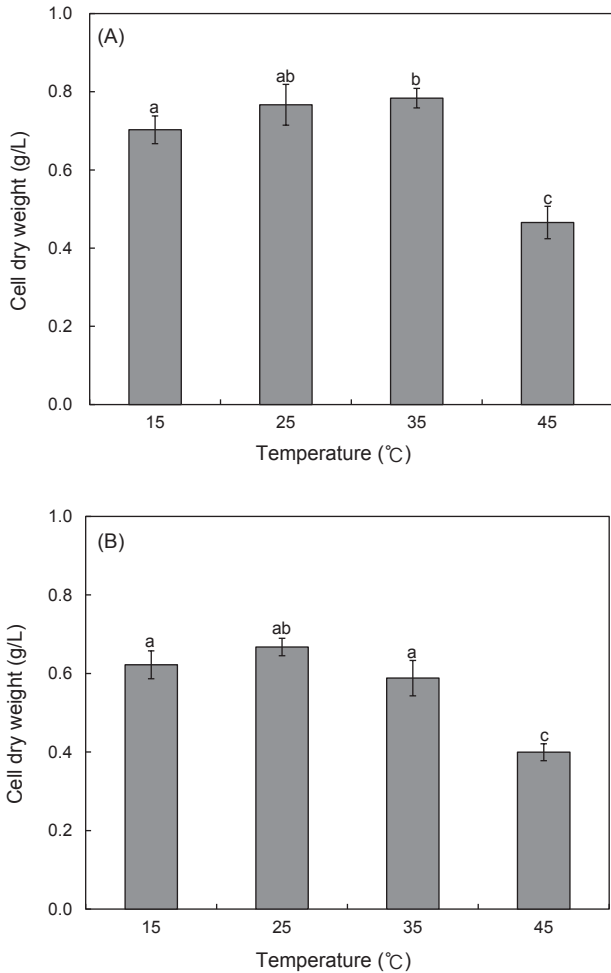 (A)
Cell dry weight (g/L)
1.0
0.8
0.6
0.4
0.2
0.0
a
ab
b
c
15 25 35 45
Temperature (℃)
(B)
Cell dry weight (g/L)
1.0
0.8
0.6
0.4
0.2
0.0
a
ab
a
c
15 25 35 45
Temperature (℃)